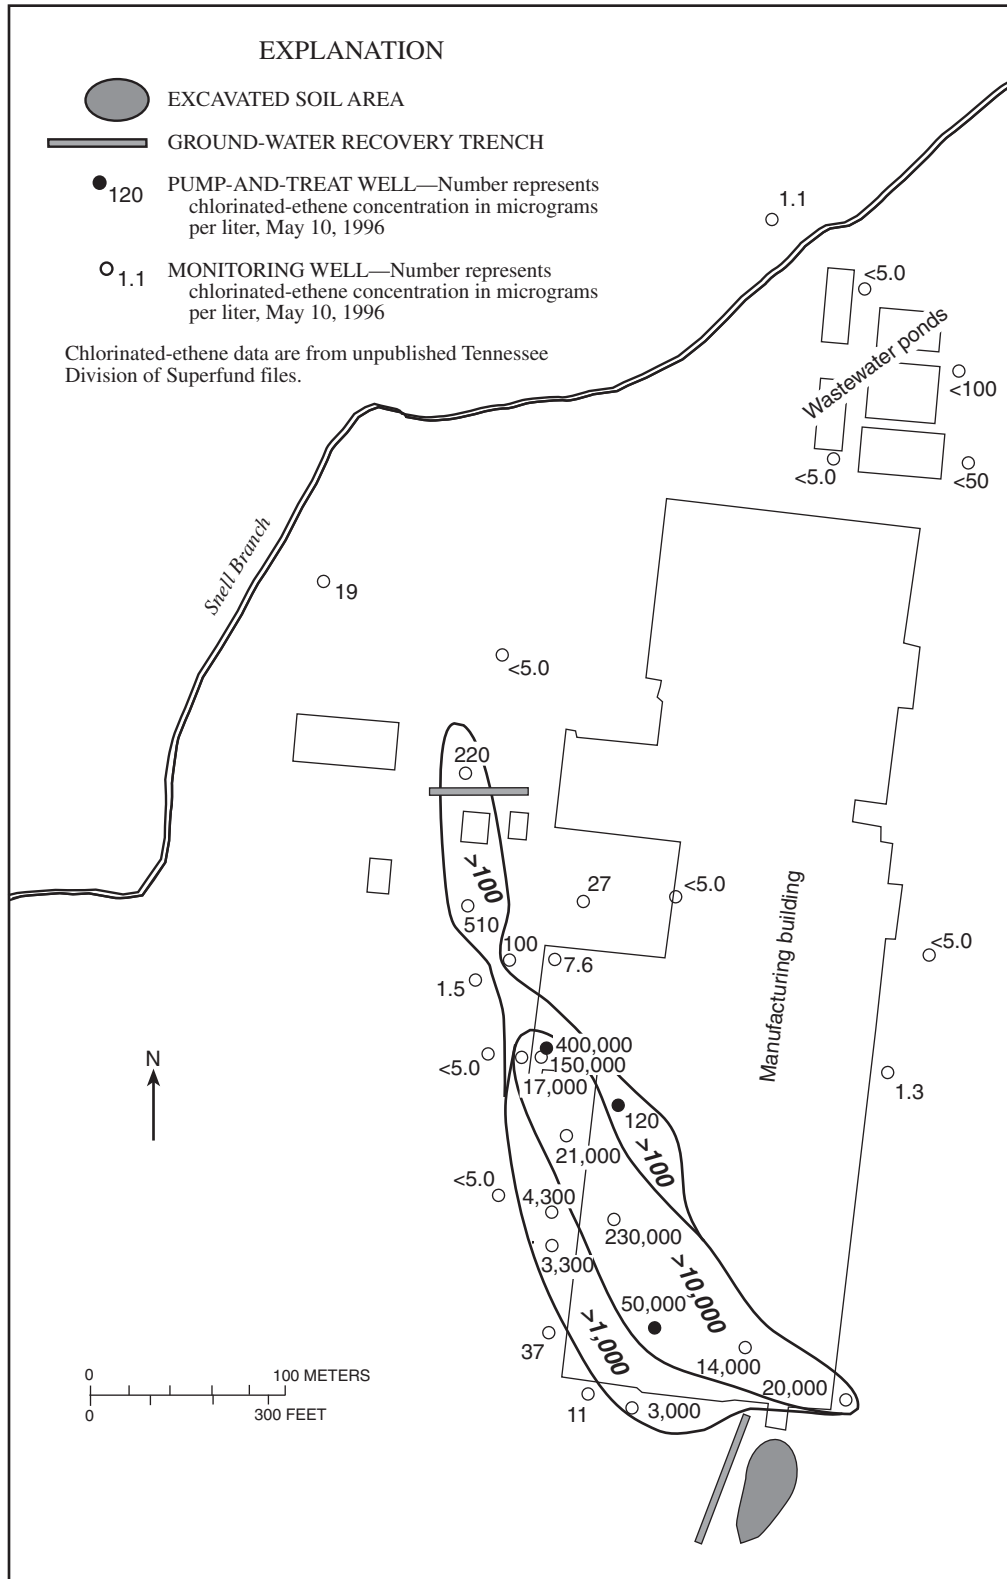 EXPLANATION
EXCAVATED SOIL AREA
GROUND-WATER RECOVERY TRENCH
120
PUMP-AND-TREAT WELL—Number represents
chlorinated-ethene concentration in micrograms
per liter, May 10, 1996
1.1
MONITORING WELL—Number represents
chlorinated-ethene concentration in micrograms
per liter, May 10, 1996
Chlorinated-ethene data are from unpublished Tennessee
Division of Superfund files.
1.1
<5.0
Wastewater ponds
<100
<5.0
<50
Snell Branch
19
<5.0
220
>100
27
<5.0
510
100
7.6
<5.0
1.5
Manufacturing building
N
400,000
<5.0
150,000
17,000
1.3
120
>100
21,000
<5.0
4,300
230,000
3,300
>10,000
50,000
>1,000
37
14,000
20,000
11
3,000
0 100 METERS
0 300 FEET